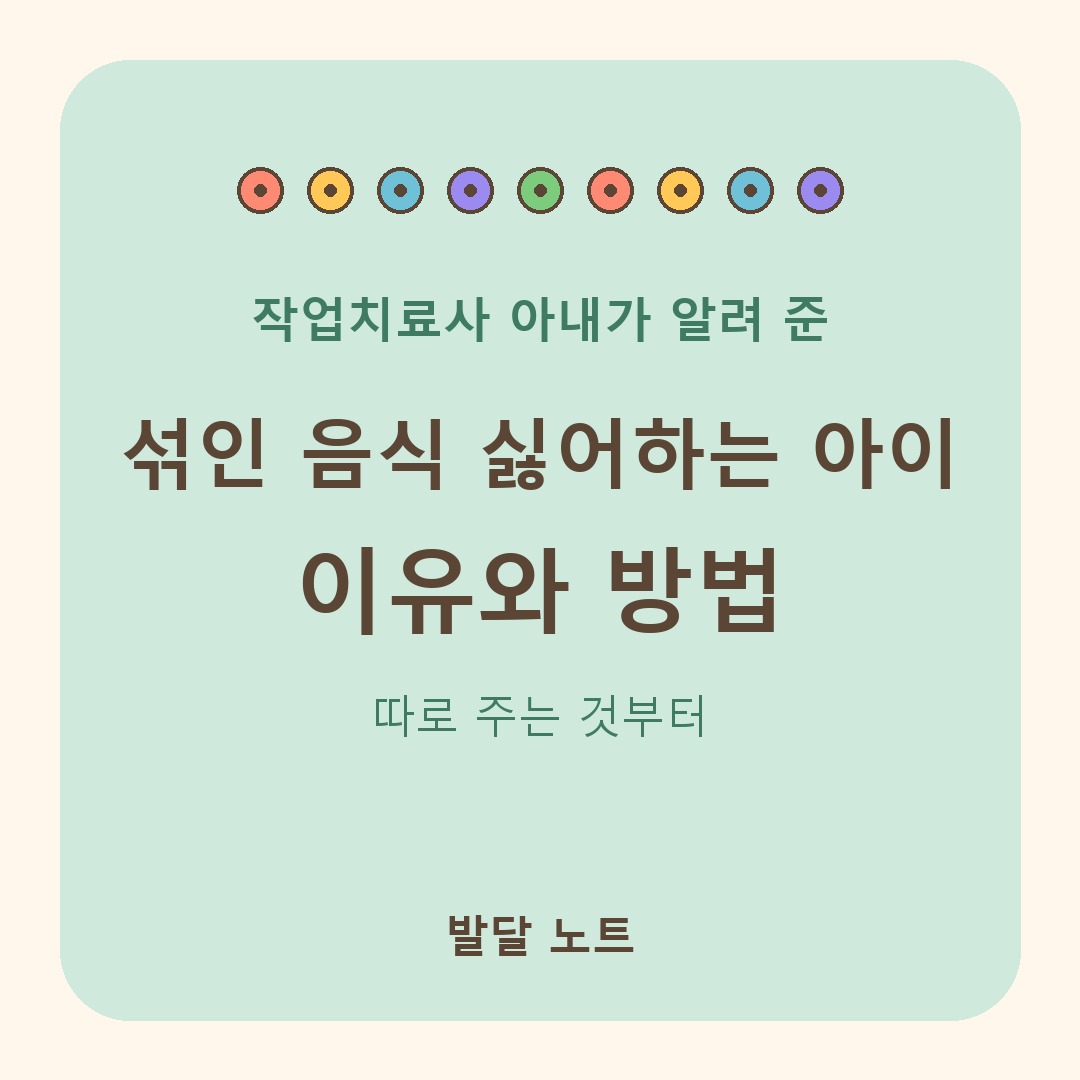 작업치료사 아내가 알려 준
섞인 음식 싫어하는 아이
이유와 방법
따로 주는 것부터
발달 노트